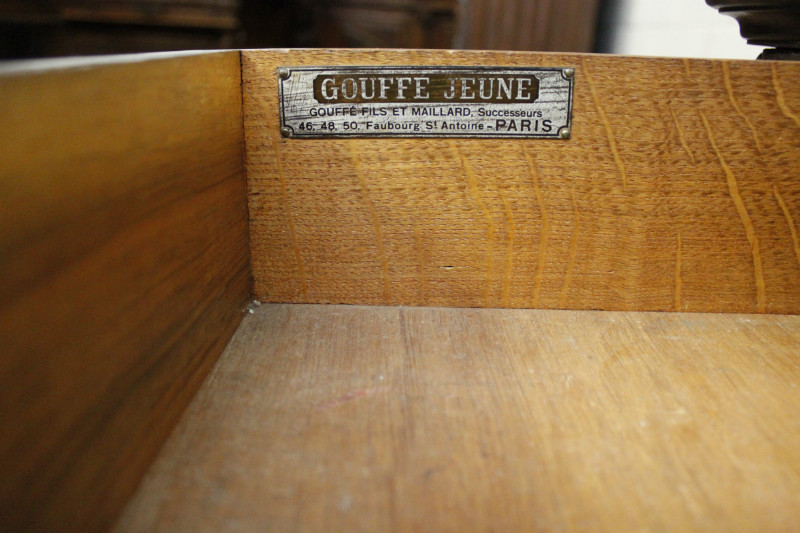 GOUFFE JEUNE
GOUFFÉ FILS ET MAILLARD, Successeurs
46, 48, 50, Faubourg St Antoine - PARIS